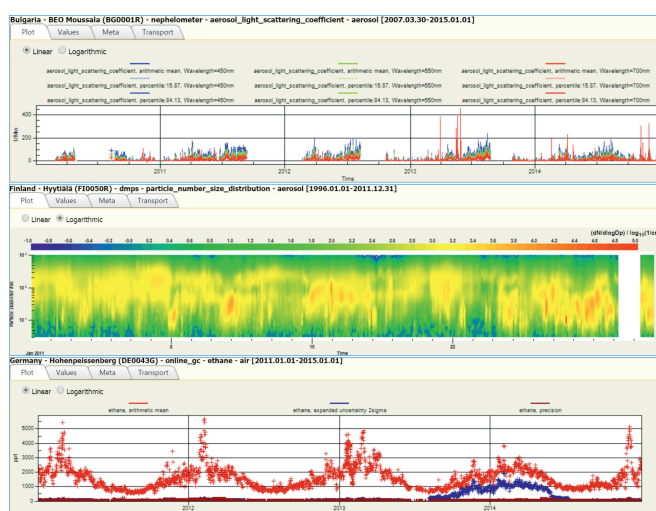 Bulgaria - BEO Moussala (BG0001R) - nephelometer - aerosol_light_scattering_coefficient - aerosol [2007.03.30-2015.01.01]
Plot Values Meta Transport
Linear Logarithmic
aerosol_light_scattering_coefficient, arithmetic mean, Wavelength=450nm aerosol_light_scattering_coefficient, arithmetic mean, Wavelength=550nm aerosol_light_scattering_coefficient, arithmetic mean, Wavelength=700nm
aerosol_light_scattering_coefficient, percentile:15.87, Wavelength=450nm aerosol_light_scattering_coefficient, percentile:15.87, Wavelength=550nm aerosol_light_scattering_coefficient, percentile:15.87, Wavelength=700nm
aerosol_light_scattering_coefficient, percentile:84.13, Wavelength=450nm aerosol_light_scattering_coefficient, percentile:84.13, Wavelength=550nm aerosol_light_scattering_coefficient, percentile:84.13, Wavelength=700nm
400
200
0
1/Mm
2011 2012 2013 2014
Time
Finland - Hyytiälä (FI0050R) - dmps - particle_number_size_distribution - aerosol [1996.01.01-2011.12.31]
Plot Values Meta Transport
Linear Logarithmic
-1.0 -0.8 -0.6 -0.4 -0.2 0.2 0.4 0.6 0.8 1.0 1.2 1.4 1.6 1.8 2.0 2.2 2.4 2.6 2.8 3.0 3.2 3.4 3.6 3.8 4.0 4.2 4.4 4.6 4.8 5.0
Jan 2011 8 15 22
Time
Germany - Hohenpeissenberg (DE0043G) - online_gc - ethane - air [2011.01.01-2015.01.01]
Plot Values Meta Transport
Linear Logarithmic
ethane, arithmetic mean ethane, expanded uncertainty 2sigma ethane, precision
5000
4000
3000
2000
1000
0
ppt
2012 2013 2014
Time